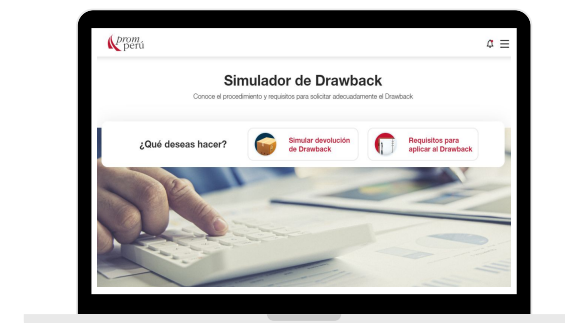 prom
perú
Simulador de Drawback
Conoce el procedimiento y requisitos para solicitar adecuadamente el Drawback
¿Qué deseas hacer?
Simular devolución
de Drawback
Requisitos para
aplicar al Drawback